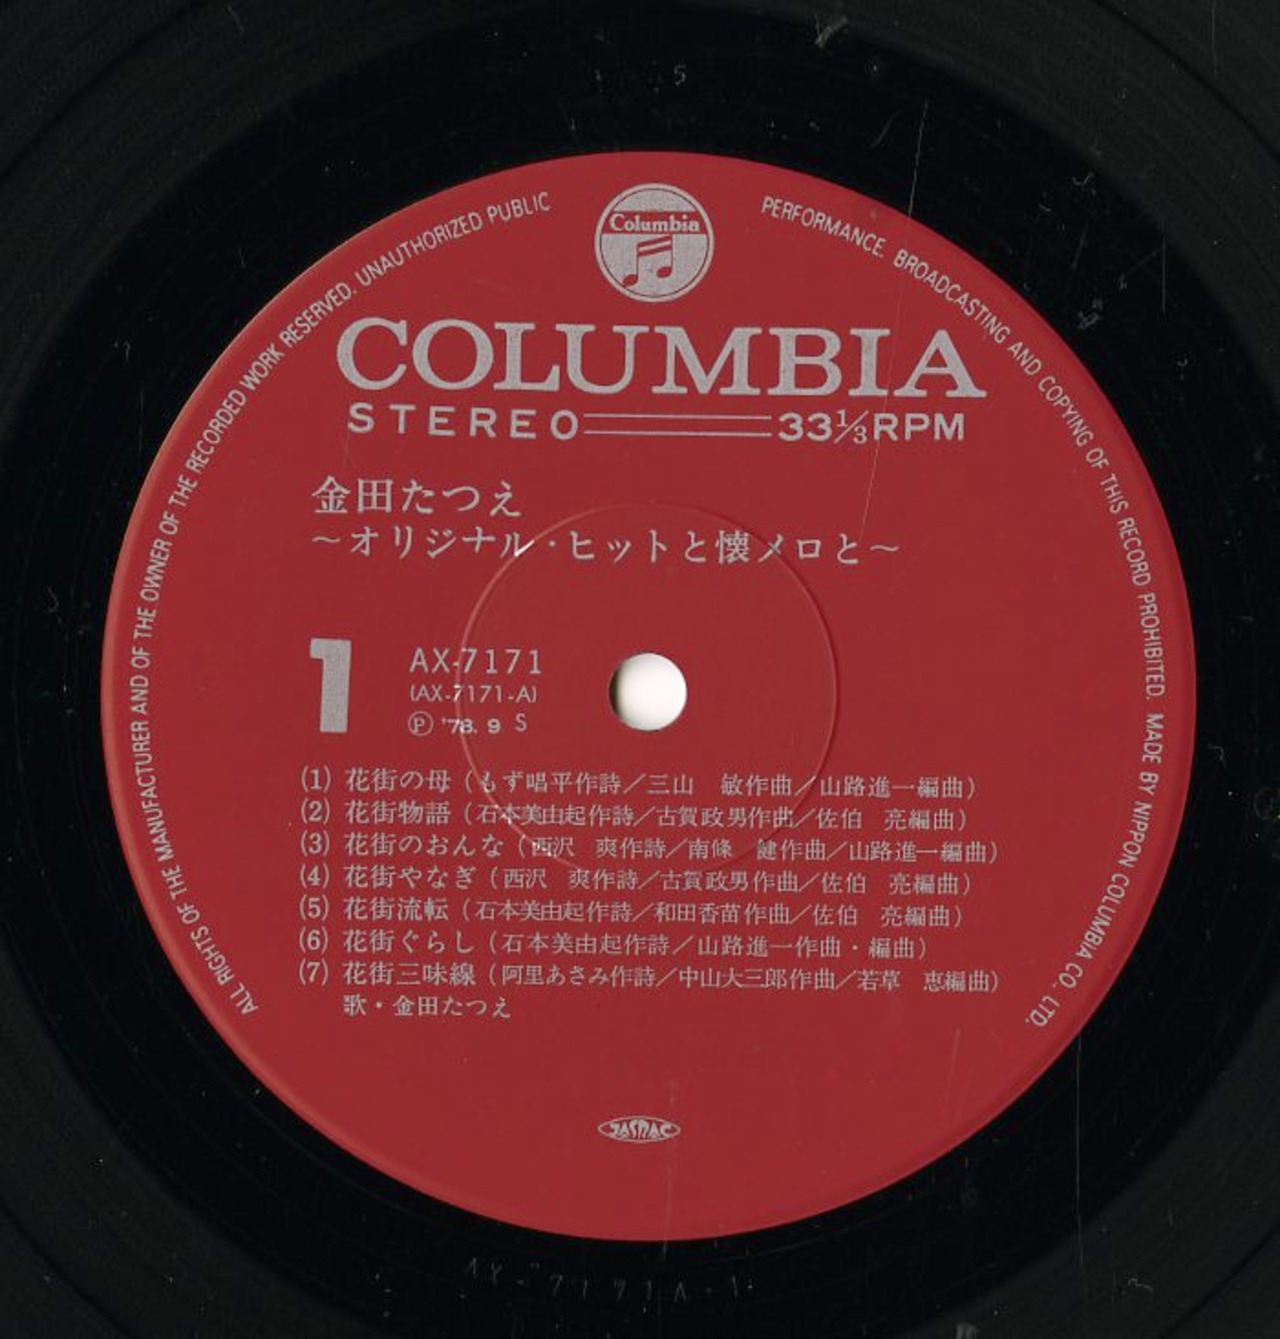 Columbia
ALL RIGHTS OF THE MANUFACTURER AND OF THE OWNER OF THE RECORDED WORK RESERVED. UNAUTHORIZED PUBLIC PERFORMANCE. BROADCASTING AND COPYING OF THIS RECORD PROHIBITED. MADE BY NIPPON COLUMBIA CO., LTD.
COLUMBIA
STEREO 33⅓RPM
金田たつえ
〜オリジナル・ヒットと懐メロと〜
1 AX-7171
(AX-7171-A)
Ⓟ '78. 9 S
(1) 花街の母(もず唱平作詩/三山 敏作曲/山路進一編曲)
(2) 花街物語(石本美由起作詩/古賀政男作曲/佐伯 亮編曲)
(3) 花街のおんな(西沢 爽作詩/南條 健作曲/山路進一編曲)
(4) 花街やなぎ(西沢 爽作詩/古賀政男作曲/佐伯 亮編曲)
(5) 花街流転(石本美由起作詩/和田香苗作曲/佐伯 亮編曲)
(6) 花街ぐらし(石本美由起作詩/山路進一作曲・編曲)
(7) 花街三味線(阿里あさみ作詩/中山大三郎作曲/若草 恵編曲)
歌・金田たつえ
JASRAC